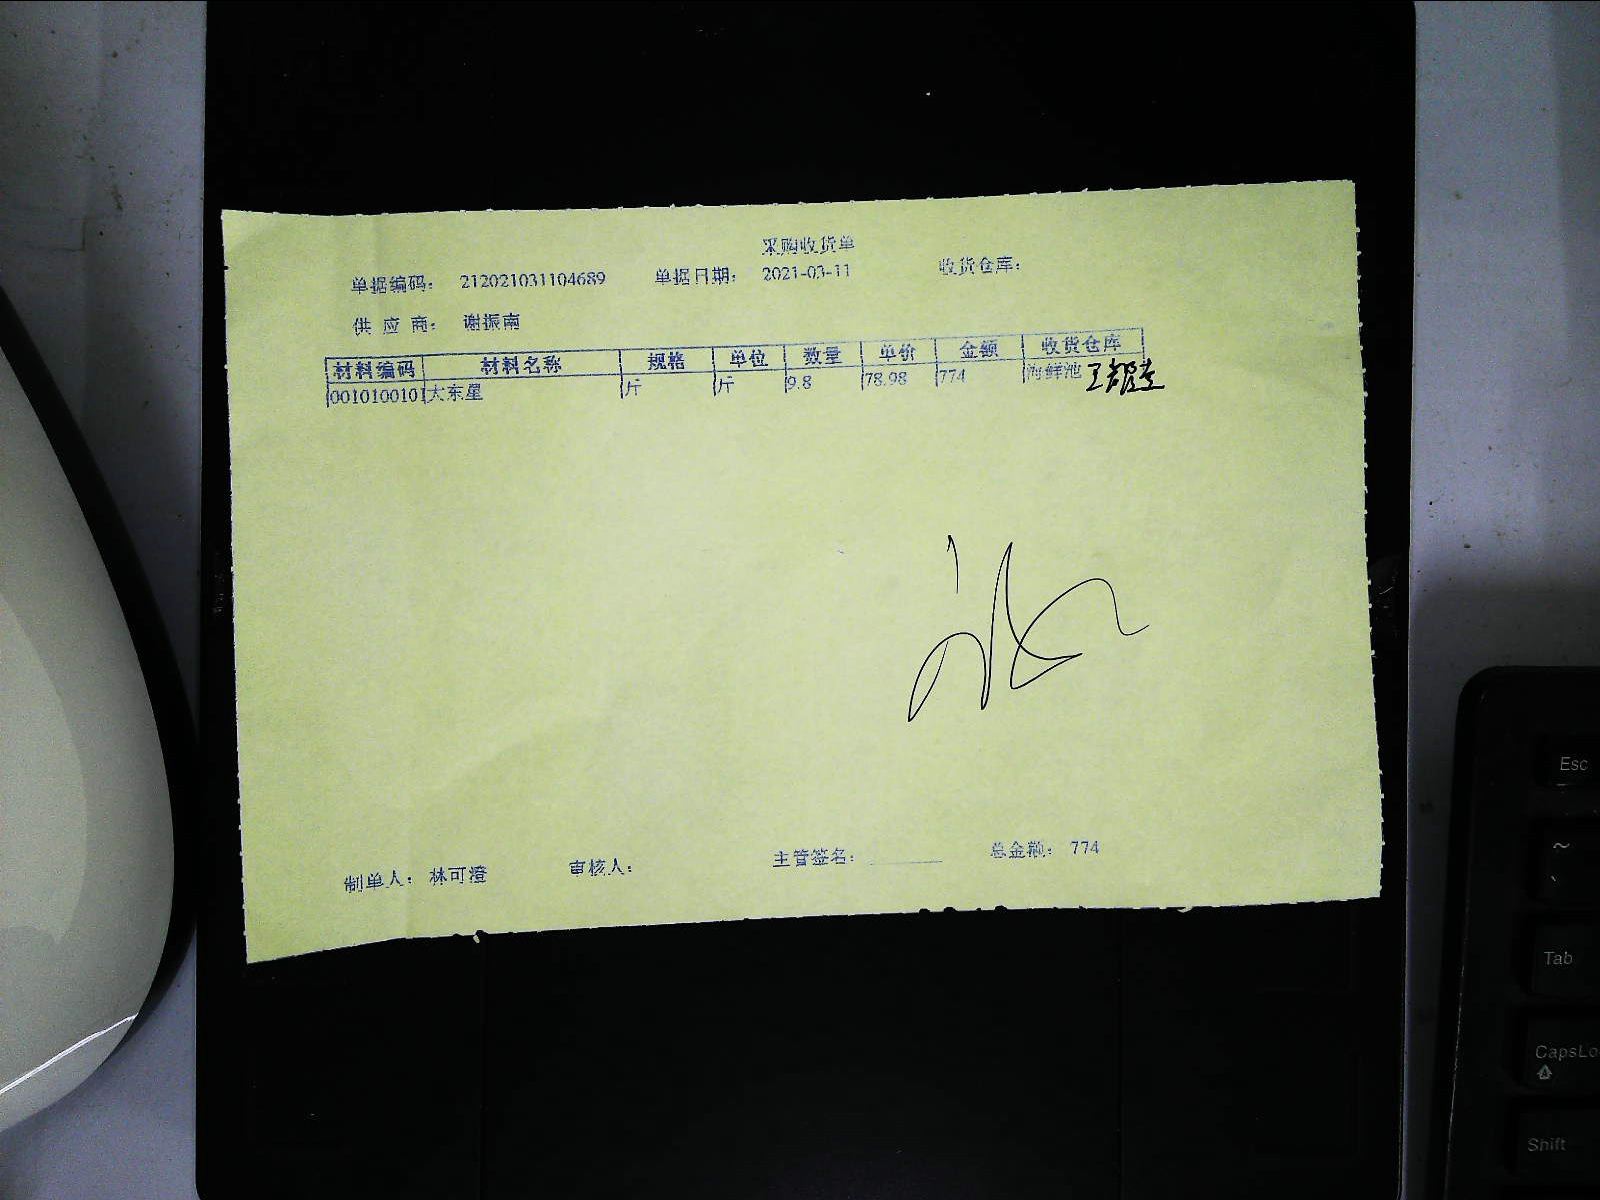 采购收货单
单据编码： 212021031104689 单据日期： 2021-03-11 收货仓库：
供应商： 谢振南
材料编码 材料名称 规格 单位 数量 单价 金额 收货仓库
0010100101 大东星 斤 斤 9.8 78.98 774 海鲜池
制单人： 林可澄 审核人： 主管签名： 总金额： 774
Esc
~
Tab
CapsLo
Shift